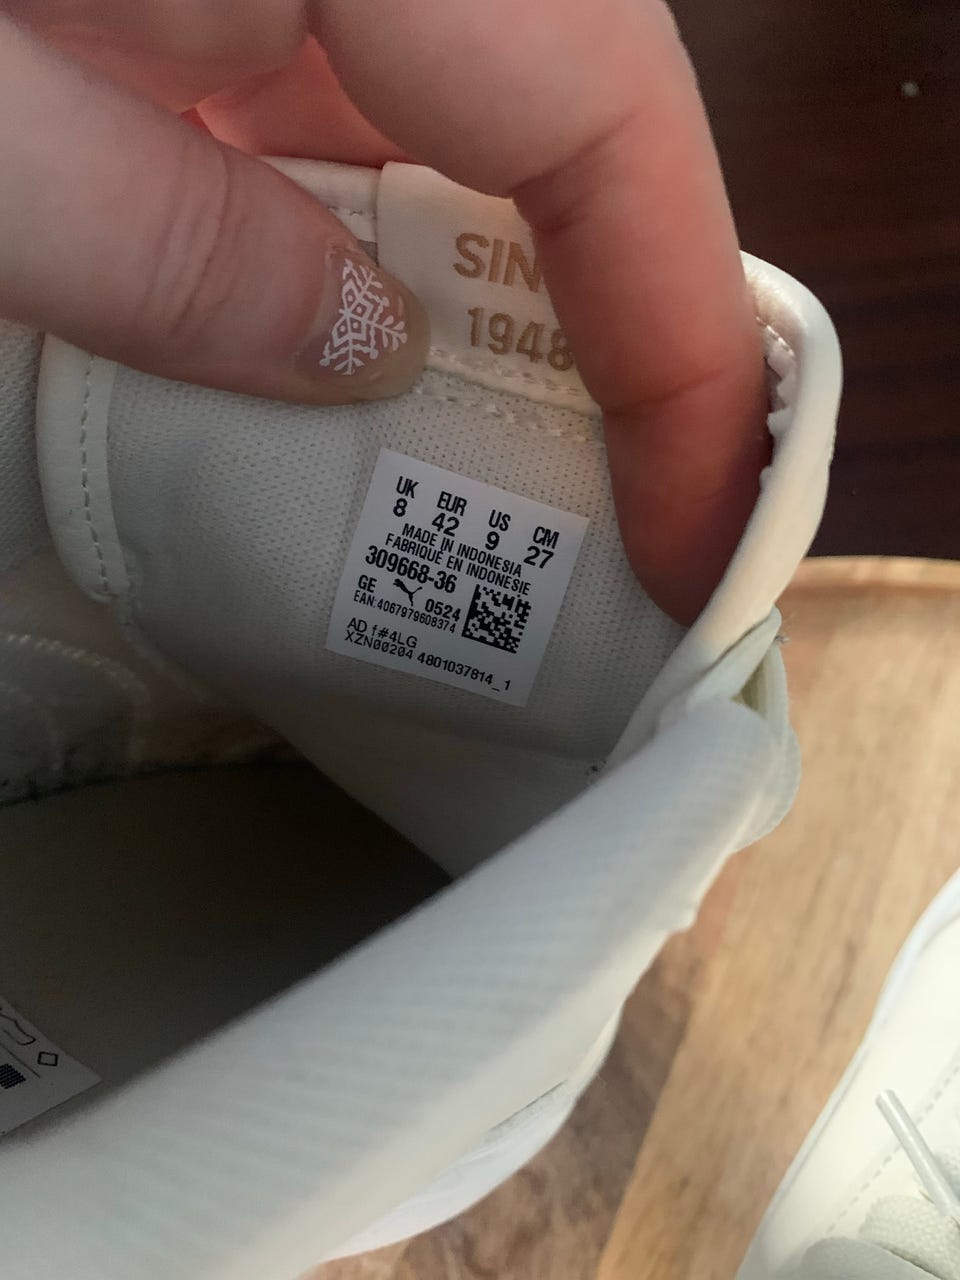 SIN
1948
UK EUR US CM
8 42 9 27
MADE IN INDONESIA
FABRIQUÉ EN INDONESIE
309668-36
GE 0524
EAN:4067979608374
AD f#4LG
XZN00204 4801037814_1